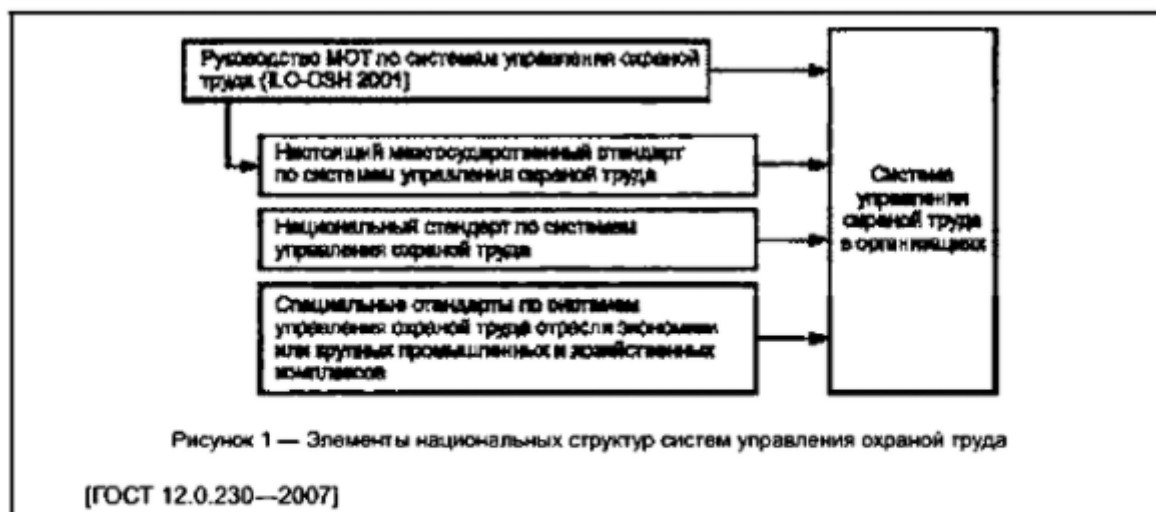 Руководство МОТ по системам управления охраной
труда (ILO-OSH 2001)
Настоящий межгосударственный стандарт
по системам управления охраной труда
Национальный стандарт по системам
управления охраной труда
Специальные стандарты по системам
управления охраной труда отрасли экономики
или крупных промышленных и хозяйственных
комплексов
Система
управления
охраной труда
в организациях
Рисунок 1 — Элементы национальных структур систем управления охраной труда
[ГОСТ 12.0.230—2007]